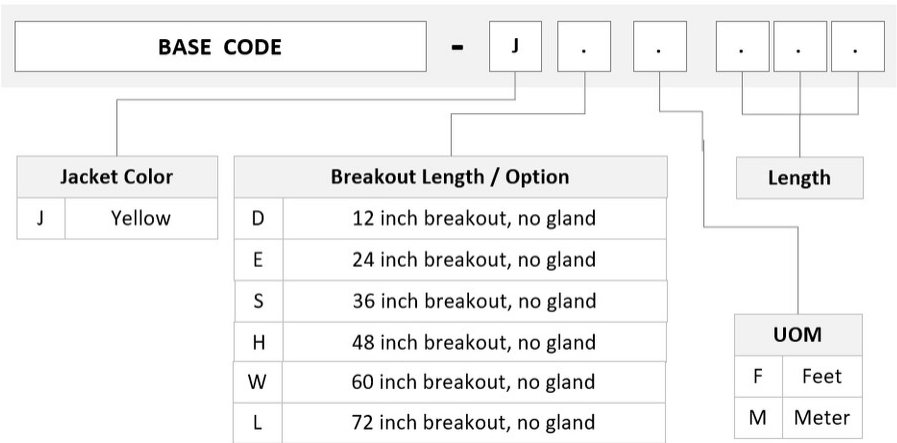 BASE CODE - J . . . . .
Jacket Color
J Yellow
Breakout Length / Option
D 12 inch breakout, no gland
E 24 inch breakout, no gland
S 36 inch breakout, no gland
H 48 inch breakout, no gland
W 60 inch breakout, no gland
L 72 inch breakout, no gland
Length
UOM
F Feet
M Meter